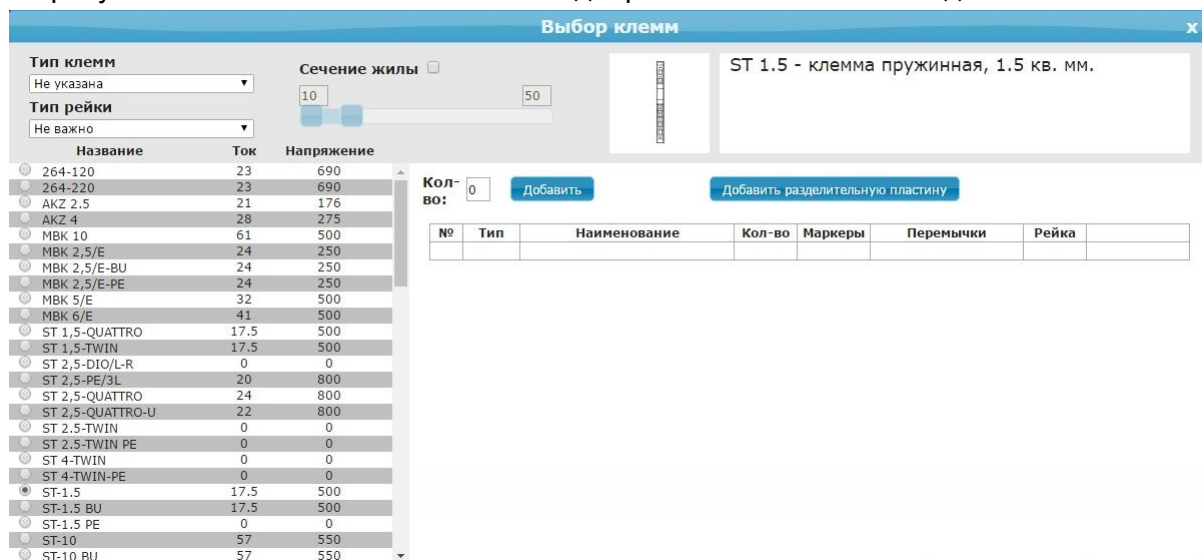 Выбор клемм x
Тип клемм
Не указана
Тип рейки
Не важно
Сечение жилы
10 50
ST 1.5 - клемма пружинная, 1.5 кв. мм.
Название Ток Напряжение
264-120 23 690
264-220 23 690
AKZ 2.5 21 176
AKZ 4 28 275
MBK 10 61 500
MBK 2,5/E 24 250
MBK 2,5/E-BU 24 250
MBK 2,5/E-PE 24 250
MBK 5/E 32 500
MBK 6/E 41 500
ST 1,5-QUATTRO 17.5 500
ST 1,5-TWIN 17.5 500
ST 2,5-DIO/L-R 0 0
ST 2,5-PE/3L 20 800
ST 2,5-QUATTRO 24 800
ST 2,5-QUATTRO-U 22 800
ST 2.5-TWIN 0 0
ST 2.5-TWIN PE 0 0
ST 4-TWIN 0 0
ST 4-TWIN-PE 0 0
ST-1.5 17.5 500
ST-1.5 BU 17.5 500
ST-1.5 PE 0 0
ST-10 57 550
ST-10 BU 57 550
Кол-во: 0 Добавить Добавить разделительную пластину
№ Тип Наименование Кол-во Маркеры Перемычки Рейка